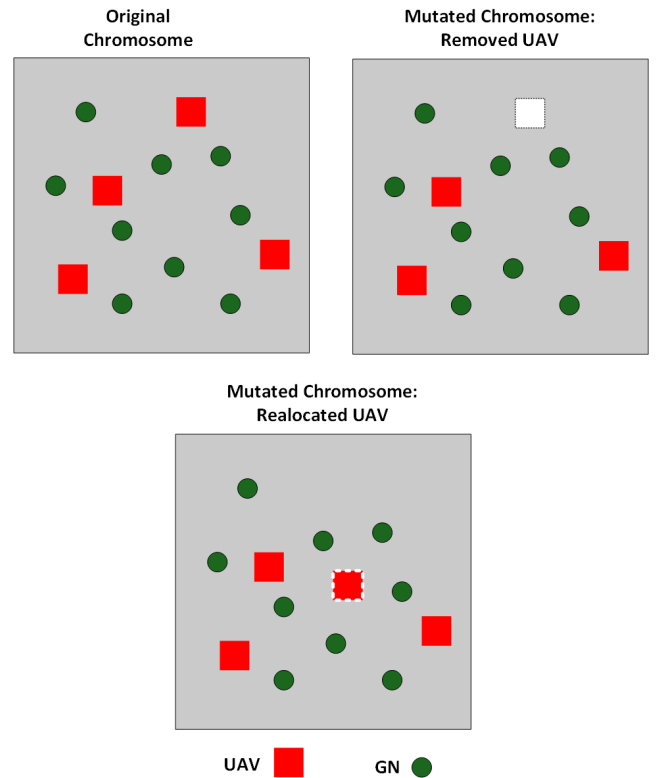 Original
Chromosome
Mutated Chromosome:
Removed UAV
Mutated Chromosome:
Realocated UAV
UAV
GN